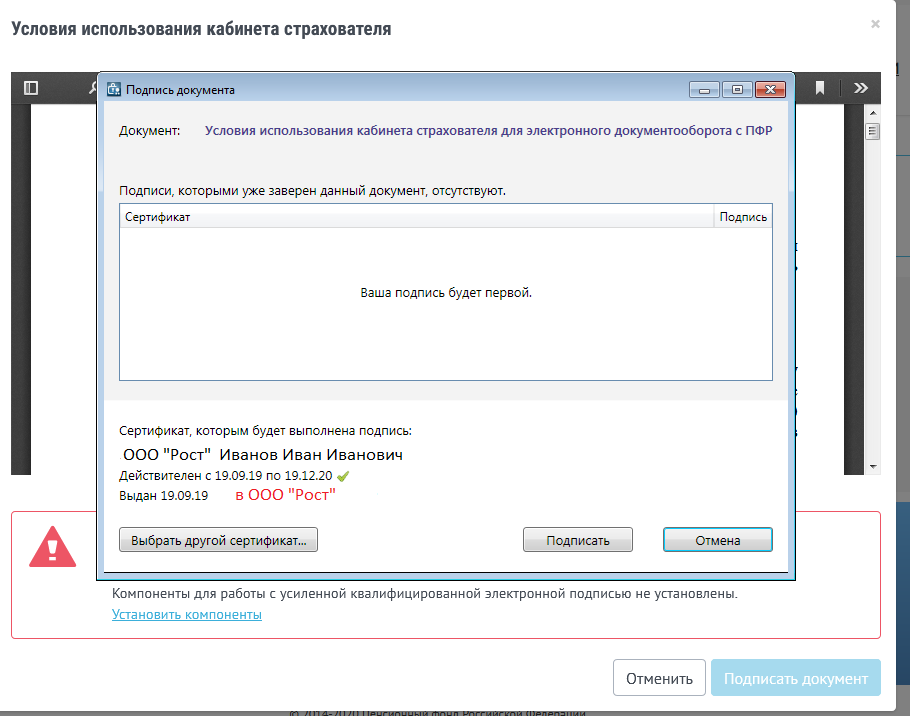 Условия использования кабинета страхователя
×
Подпись документа
Документ: Условия использования кабинета страхователя для электронного документооборота с ПФР
Подписи, которыми уже заверен данный документ, отсутствуют.
Сертификат Подпись
Ваша подпись будет первой.
Сертификат, которым будет выполнена подпись:
ООО "Рост" Иванов Иван Иванович
Действителен с 19.09.19 по 19.12.20
Выдан 19.09.19 в ООО "Рост"
Выбрать другой сертификат... Подписать Отмена
Компоненты для работы с усиленной квалифицированной электронной подписью не установлены.
Установить компоненты
Отменить Подписать документ
© 2014-2020 Пенсионный фонд Российской Федерации